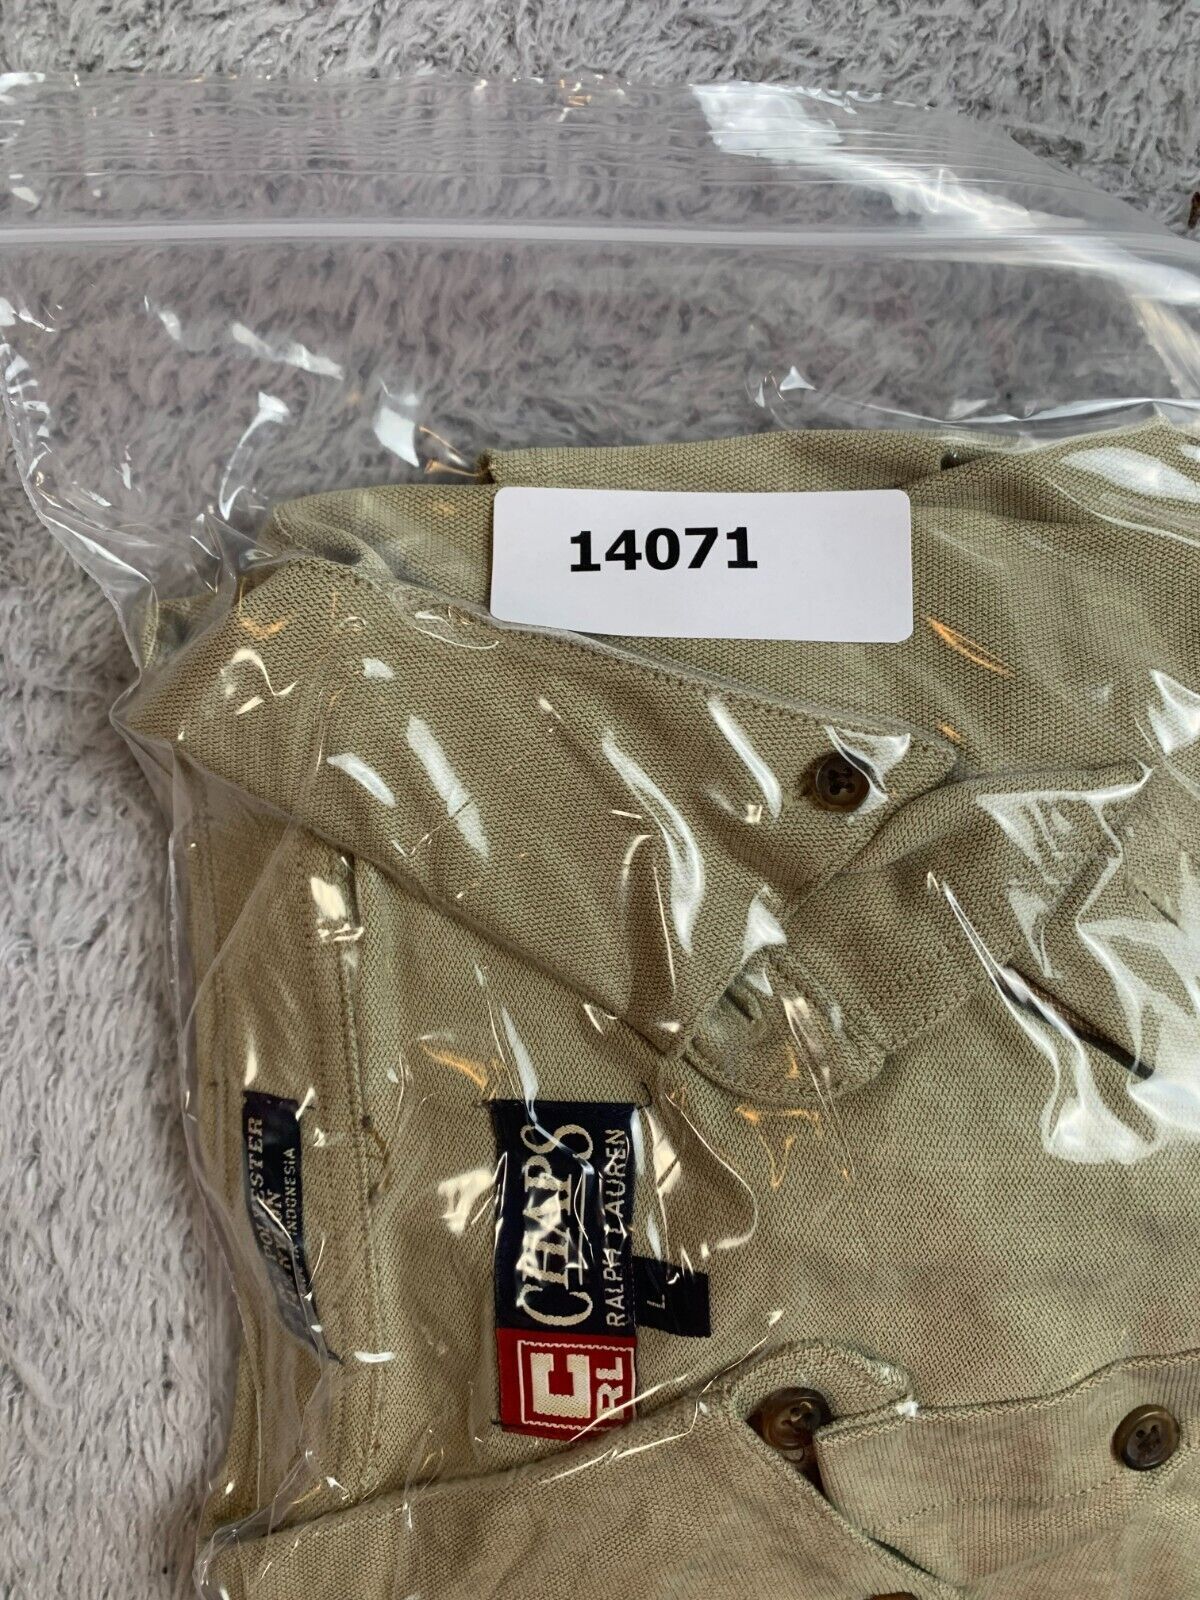 14071
CHAPS
RALPH LAUREN
C
RL
L
POLYESTER
INDONESIA